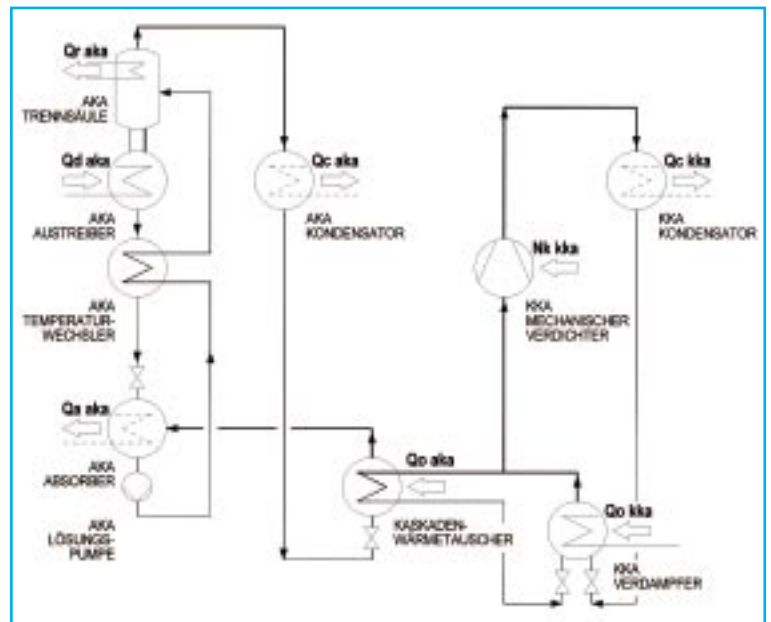 Qr aka
AKA
TRENNSÄULE
Qd aka
AKA
AUSTREIBER
AKA
TEMPERATUR-
WECHSLER
Qa aka
AKA
ABSORBER
AKA
LÖSUNGS-
PUMPE
Qc aka
AKA
KONDENSATOR
Qo aka
KASKADEN-
WÄRMETAUSCHER
Nk kka
KKA
MECHANISCHER
VERDICHTER
Qc kka
KKA
KONDENSATOR
Qo kka
KKA
VERDAMPFER